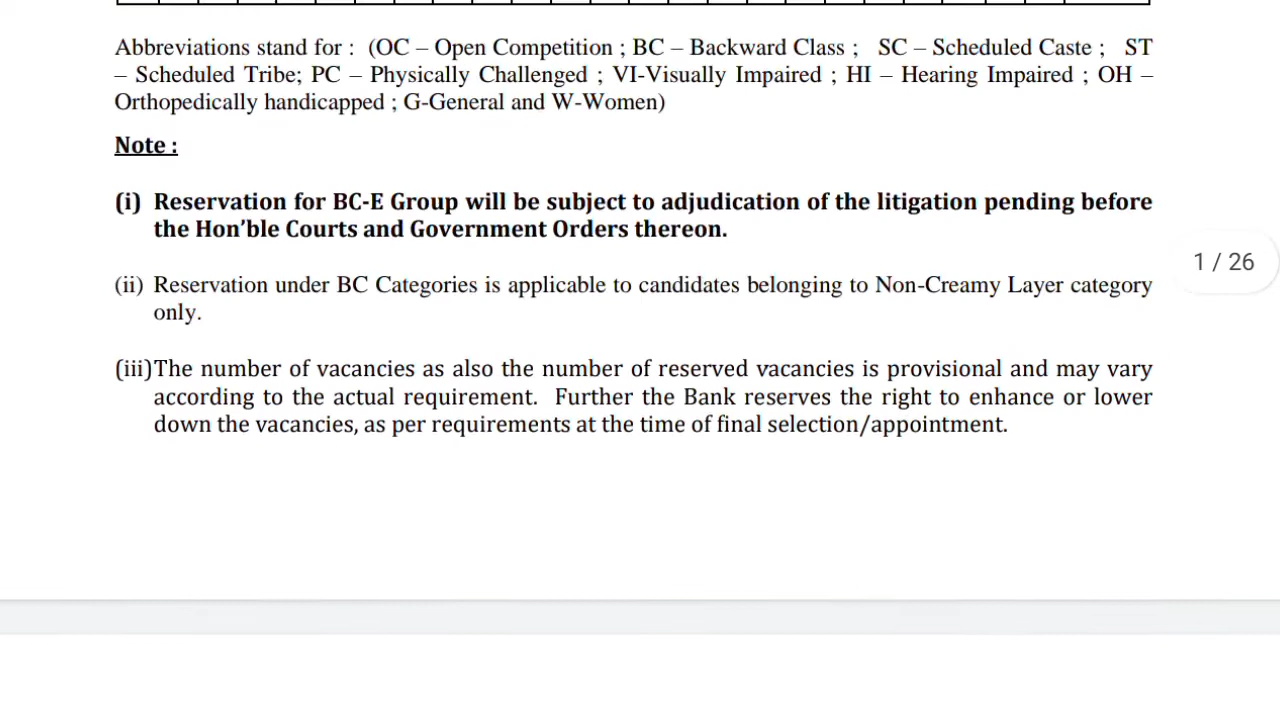 Abbreviations stand for : (OC – Open Competition ; BC – Backward Class ; SC – Scheduled Caste ; ST
– Scheduled Tribe; PC – Physically Challenged ; VI-Visually Impaired ; HI – Hearing Impaired ; OH –
Orthopedically handicapped ; G-General and W-Women)
Note :
(i) Reservation for BC-E Group will be subject to adjudication of the litigation pending before
the Hon’ble Courts and Government Orders thereon.
1 / 26
(ii) Reservation under BC Categories is applicable to candidates belonging to Non-Creamy Layer category
only.
(iii)The number of vacancies as also the number of reserved vacancies is provisional and may vary
according to the actual requirement. Further the Bank reserves the right to enhance or lower
down the vacancies, as per requirements at the time of final selection/appointment.